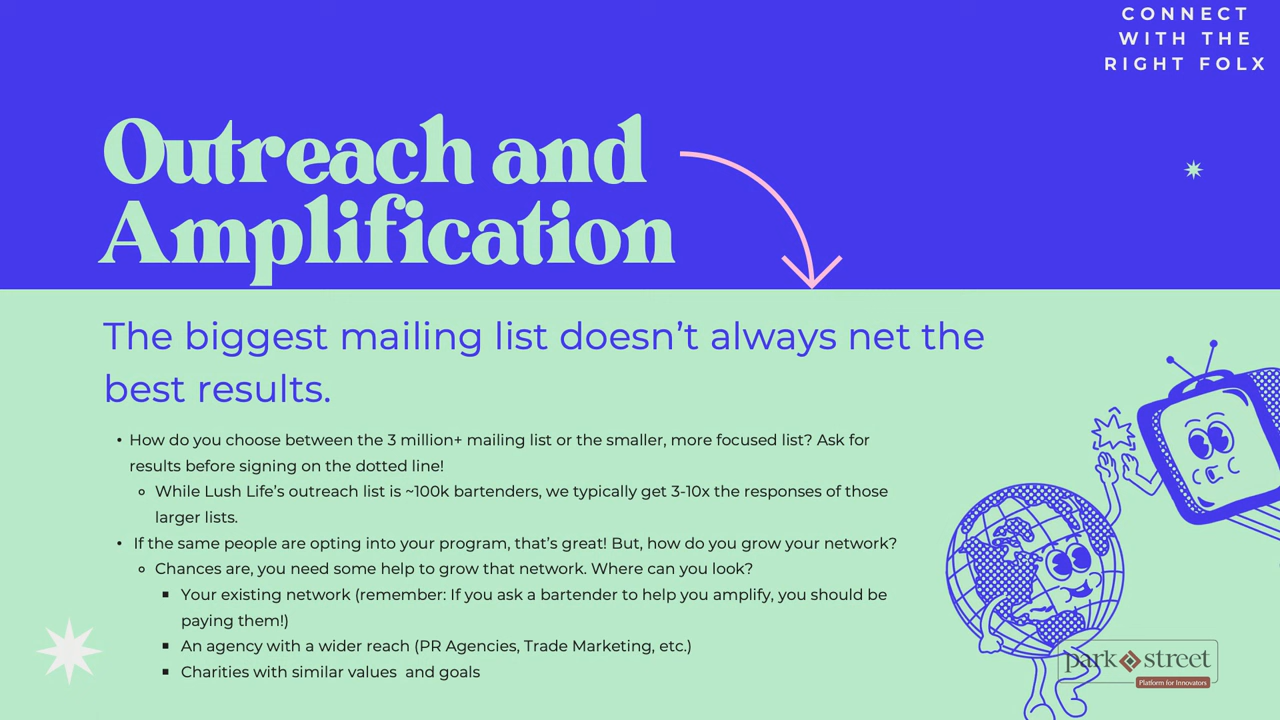 CONNECT
WITH THE
RIGHT FOLX
Outreach and
Amplification
The biggest mailing list doesn’t always net the
best results.
• How do you choose between the 3 million+ mailing list or the smaller, more focused list? Ask for
results before signing on the dotted line!
◦ While Lush Life’s outreach list is ~100k bartenders, we typically get 3-10x the responses of those
larger lists.
• If the same people are opting into your program, that’s great! But, how do you grow your network?
◦ Chances are, you need some help to grow that network. Where can you look?
▪ Your existing network (remember: If you ask a bartender to help you amplify, you should be
paying them!)
▪ An agency with a wider reach (PR Agencies, Trade Marketing, etc.)
▪ Charities with similar values  and goals
park street
Platform for Innovators